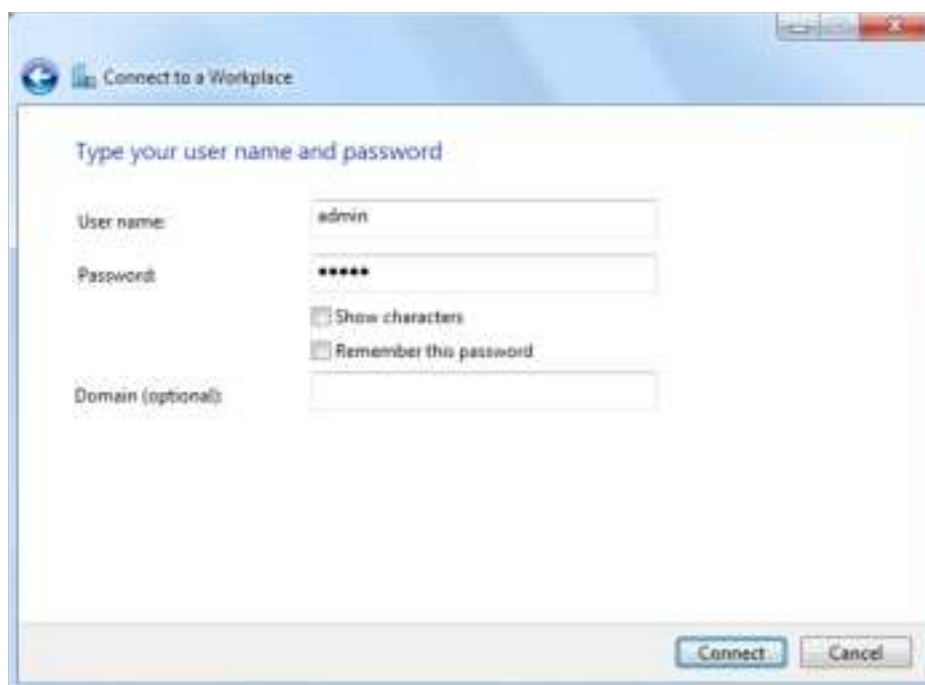 Connect to a Workplace
Type your user name and password
User name: admin
Password: •••••
Show characters
Remember this password
Domain (optional):
Connect Cancel